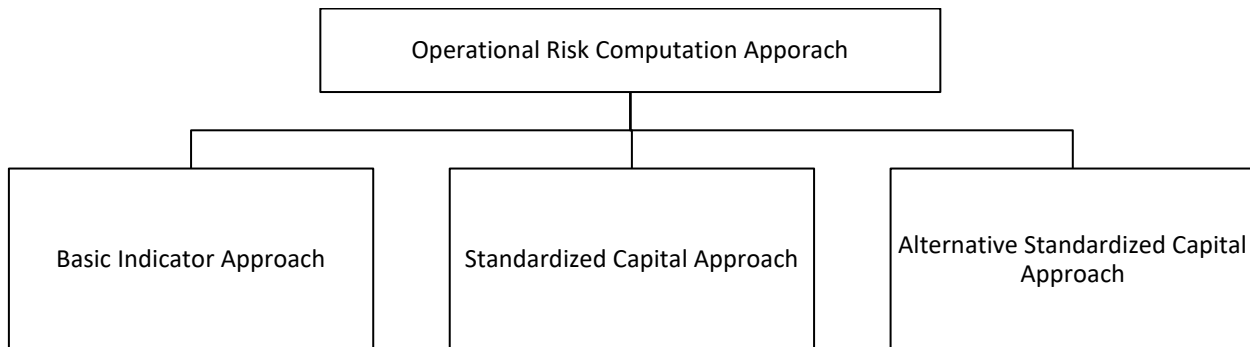 Operational Risk Computation Apporach
Basic Indicator Approach
Standardized Capital Approach
Alternative Standardized Capital
Approach